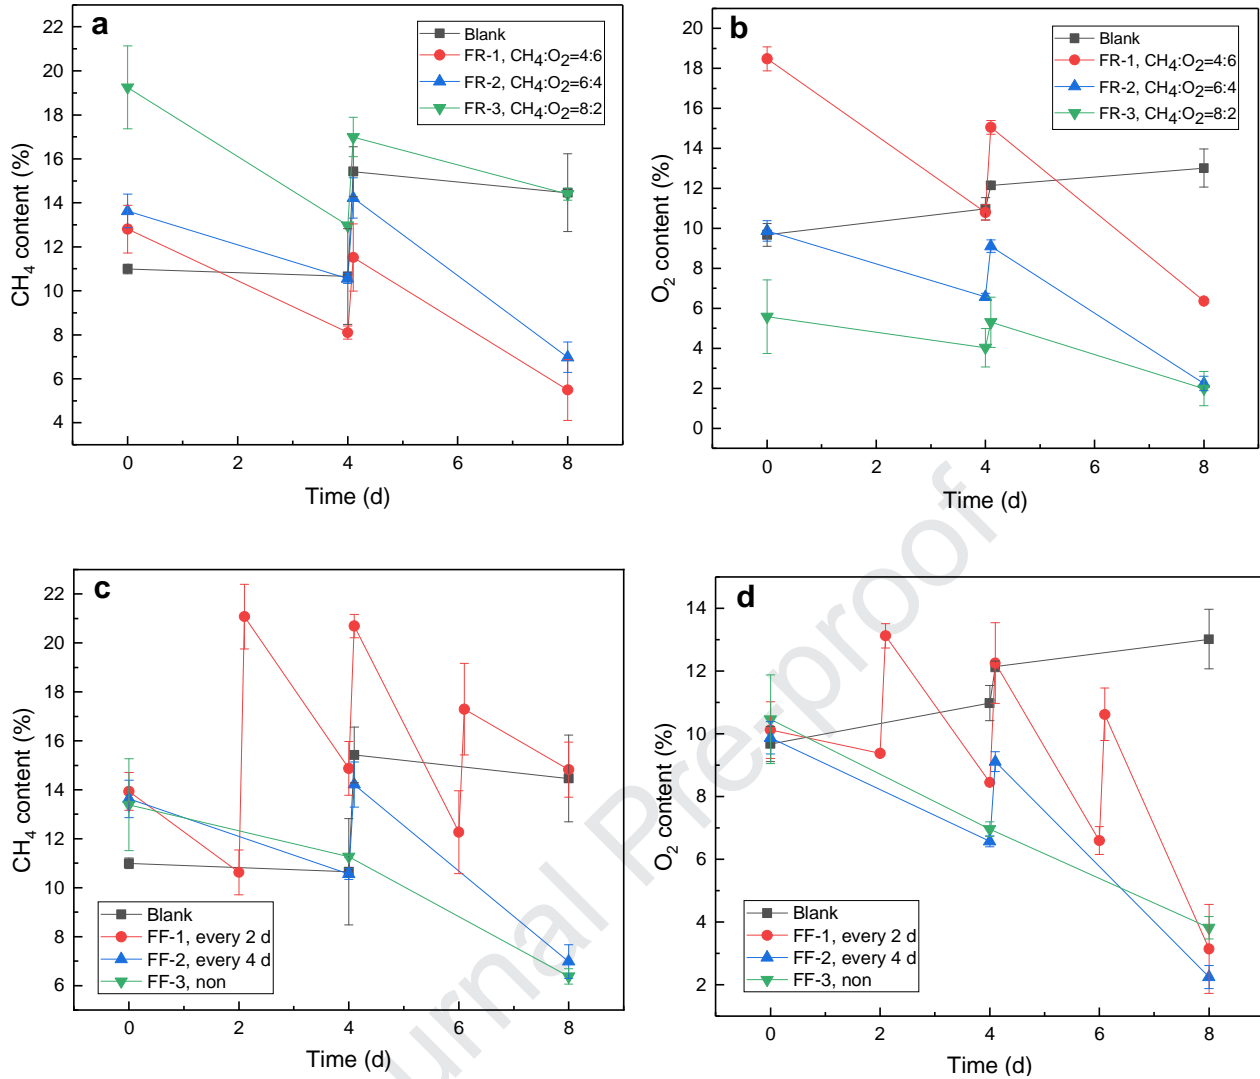 a
Blank
FR-1, CH4:O2=4:6
FR-2, CH4:O2=6:4
FR-3, CH4:O2=8:2
22
20
18
16
14
12
10
8
6
4
CH4 content (%)
0 2 4 6 8
Time (d)
b
Blank
FR-1, CH4:O2=4:6
FR-2, CH4:O2=6:4
FR-3, CH4:O2=8:2
20
18
16
14
12
10
8
6
4
2
0
O2 content (%)
0 2 4 6 8
Time (d)
c
22
20
18
16
14
12
10
8
6
CH4 content (%)
Blank
FF-1, every 2 d
FF-2, every 4 d
FF-3, non
0 2 4 6 8
Time (d)
d
14
12
10
8
6
4
2
O2 content (%)
Blank
FF-1, every 2 d
FF-2, every 4 d
FF-3, non
0 2 4 6 8
Time (d)
urnal Pre-proof